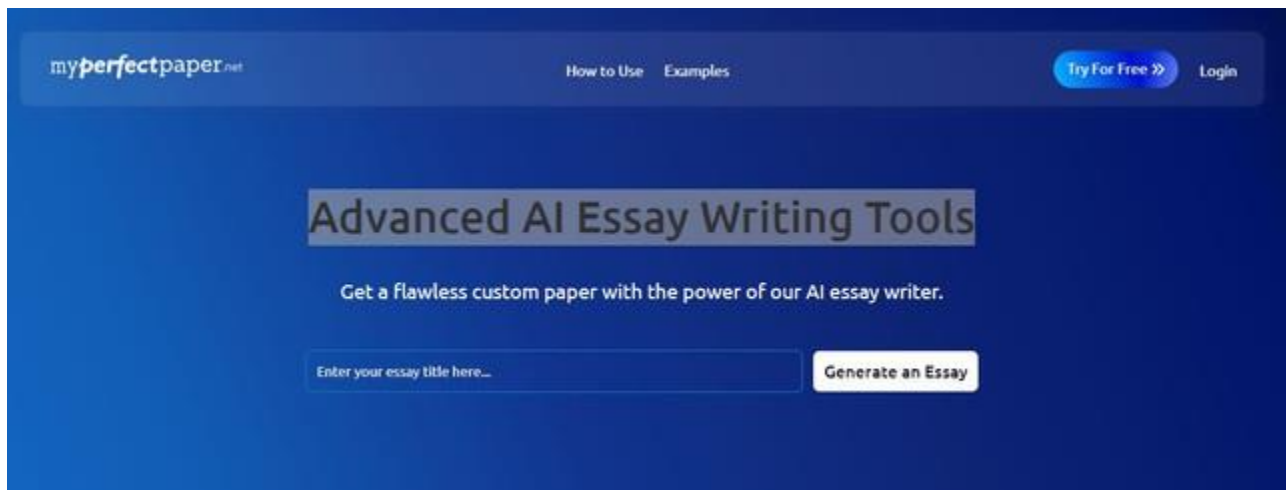 myperfectpaper.net
How to Use Examples
Try For Free »
Login
Advanced AI Essay Writing Tools
Get a flawless custom paper with the power of our AI essay writer.
Enter your essay title here...
Generate an Essay